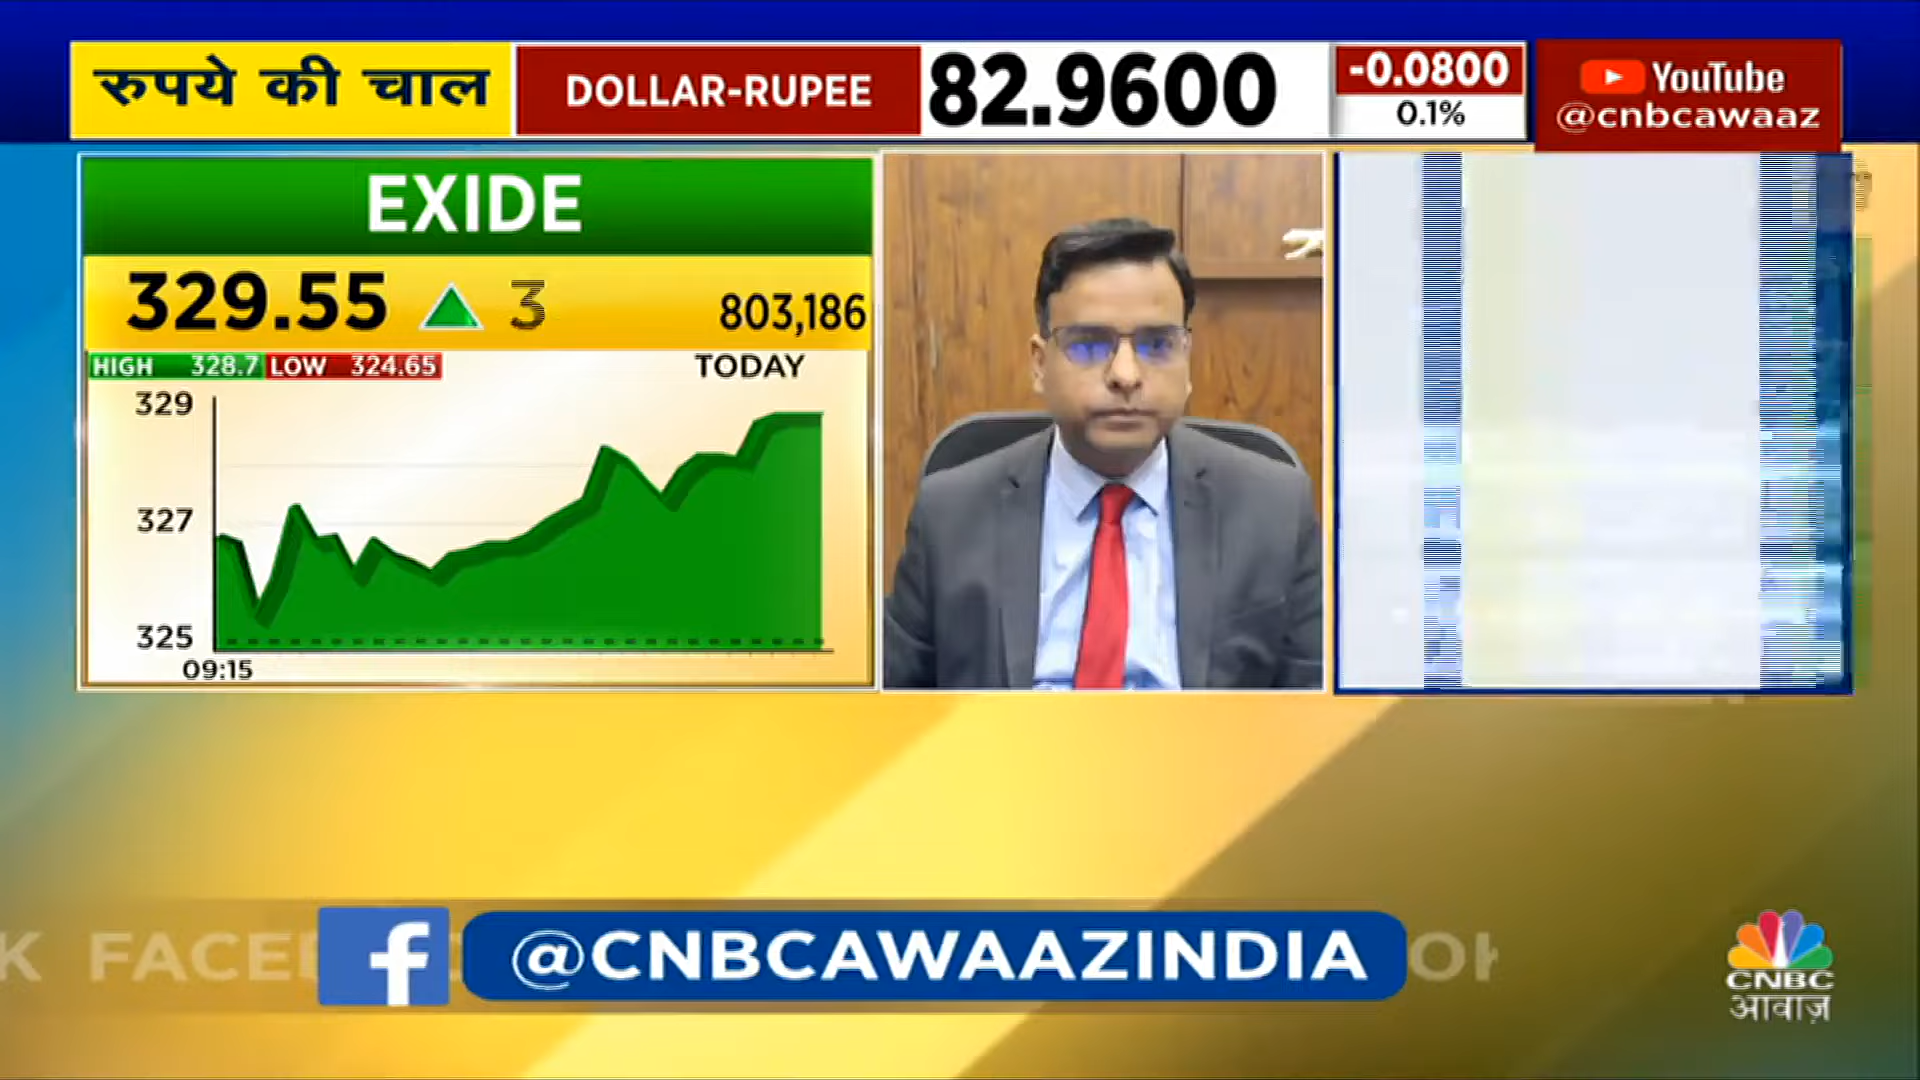 रुपये की चाल
DOLLAR-RUPEE
82.9600
-0.0800
0.1%
YouTube
@cnbcawaaz
EXIDE
329.55
3
803,186
HIGH 328.7
LOW 324.65
TODAY
329
327
325
09:15
K FACE
@CNBCAWAAZINDIA
CNBC
आवाज़